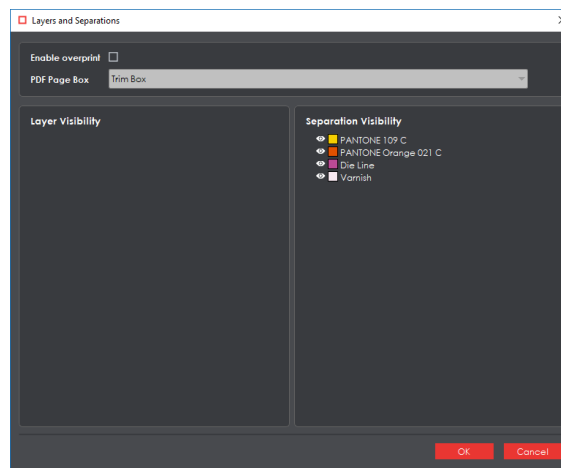 Layers and Separations
Enable overprint
PDF Page Box
Trim Box
Layer Visibility
Separation Visibility
PANTONE 109 C
PANTONE Orange 021 C
Die Line
Varnish
OK
Cancel